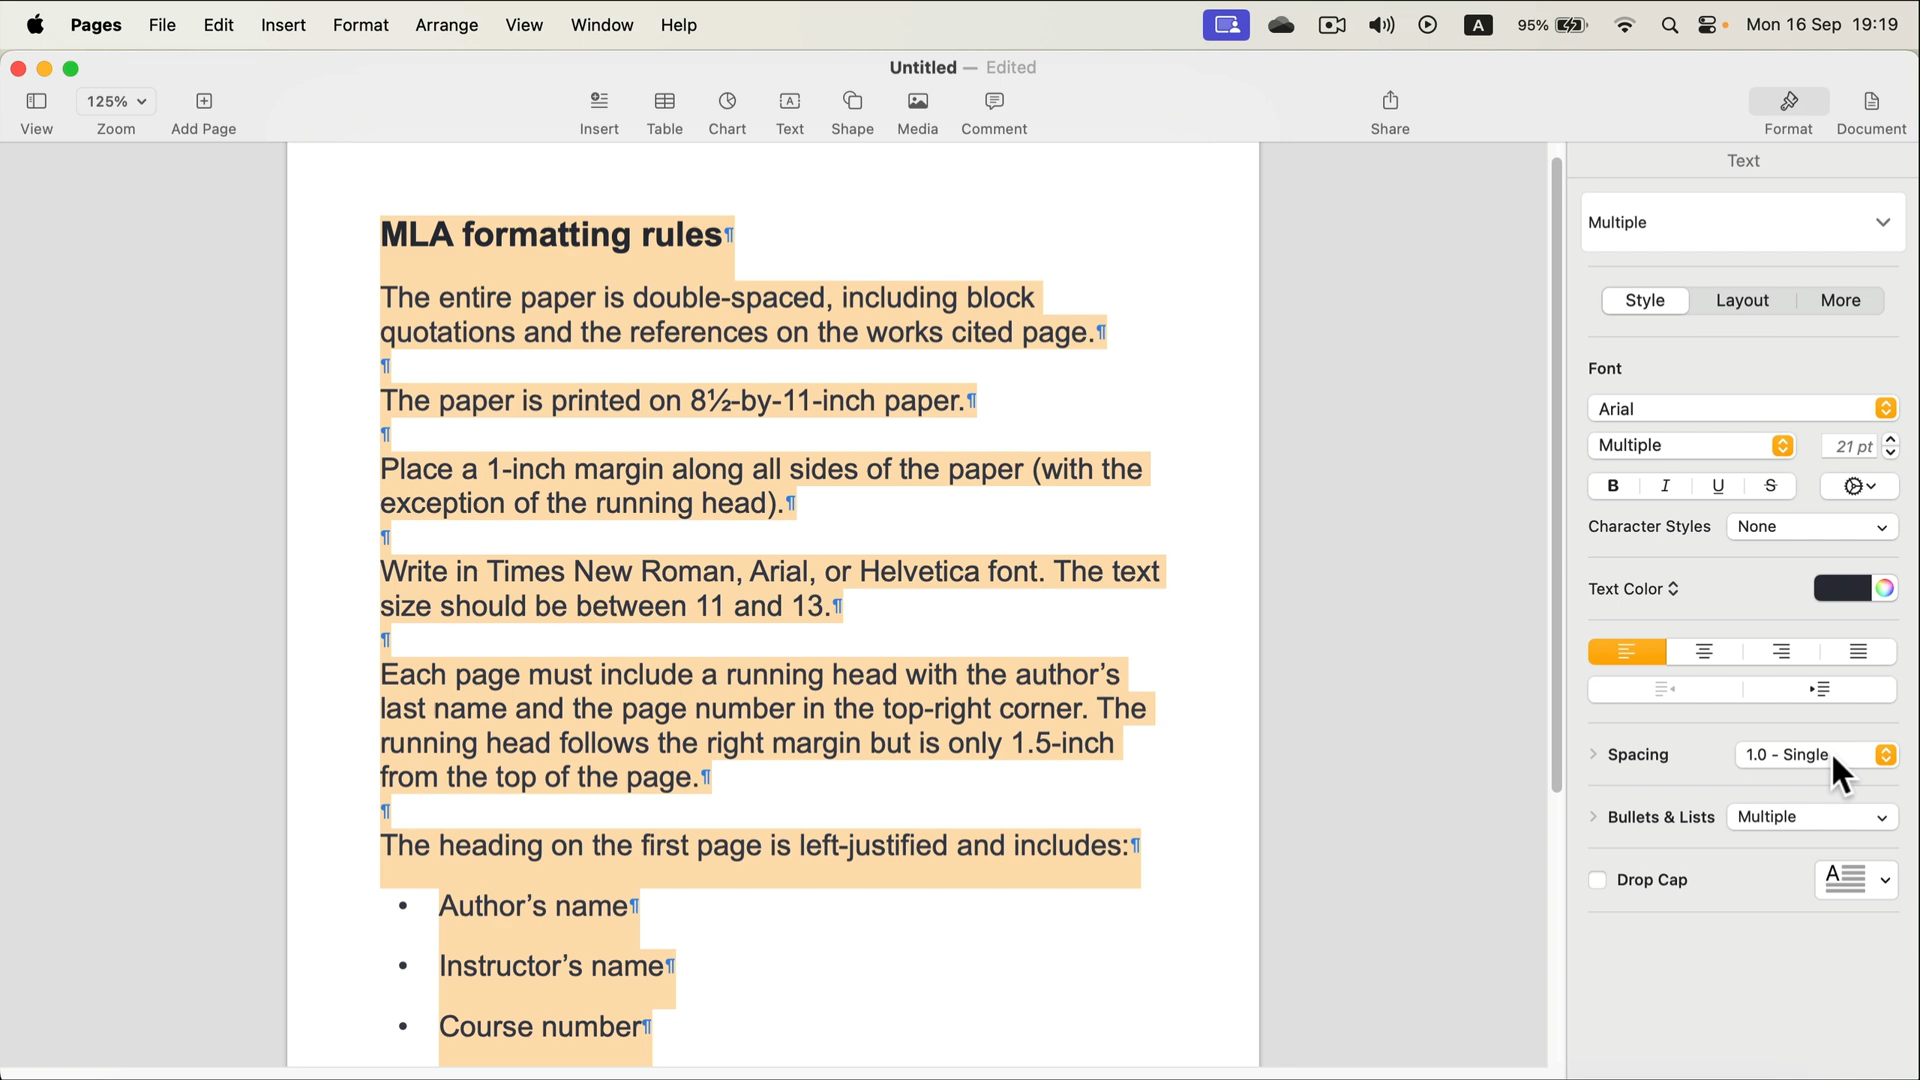 Pages File Edit Insert Format Arrange View Window Help A 95% Mon 16 Sep 19:19
Untitled — Edited
125%
View Zoom Add Page Insert Table Chart Text Shape Media Comment Share Format Document
MLA formatting rules¶
The entire paper is double-spaced, including block
quotations and the references on the works cited page.¶
¶
The paper is printed on 8½-by-11-inch paper.¶
¶
Place a 1-inch margin along all sides of the paper (with the
exception of the running head).¶
¶
Write in Times New Roman, Arial, or Helvetica font. The text
size should be between 11 and 13.¶
¶
Each page must include a running head with the author’s
last name and the page number in the top-right corner. The
running head follows the right margin but is only 1.5-inch
from the top of the page.¶
¶
The heading on the first page is left-justified and includes:¶
• Author’s name¶
• Instructor’s name¶
• Course number¶
Text
Multiple
Style Layout More
Font
Arial
Multiple 21 pt
B I U S
Character Styles None
Text Color
Spacing 1.0 - Single
Bullets & Lists Multiple
Drop Cap A